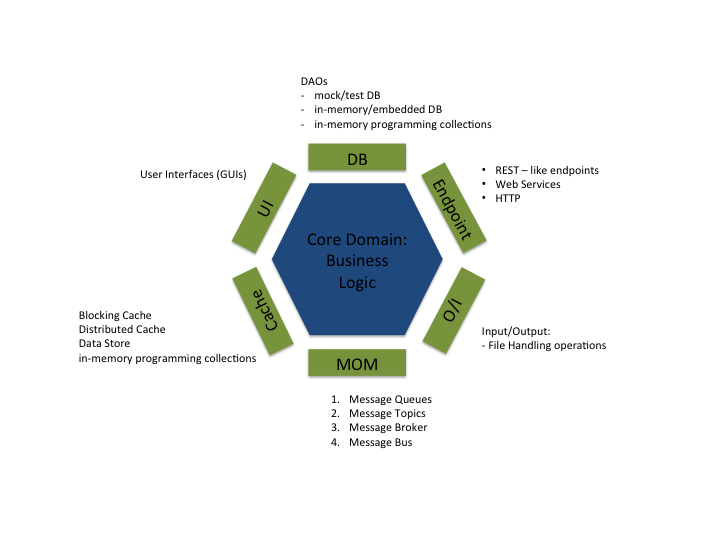 DAOs
- mock/test DB
- in-memory/embedded DB
- in-memory programming collections
DB
User Interfaces (GUIs)
UI
Endpoint
• REST – like endpoints
• Web Services
• HTTP
Core Domain:
Business
Logic
Cache
Blocking Cache
Distributed Cache
Data Store
in-memory programming collections
I/O
Input/Output:
- File Handling operations
MOM
1. Message Queues
2. Message Topics
3. Message Broker
4. Message Bus